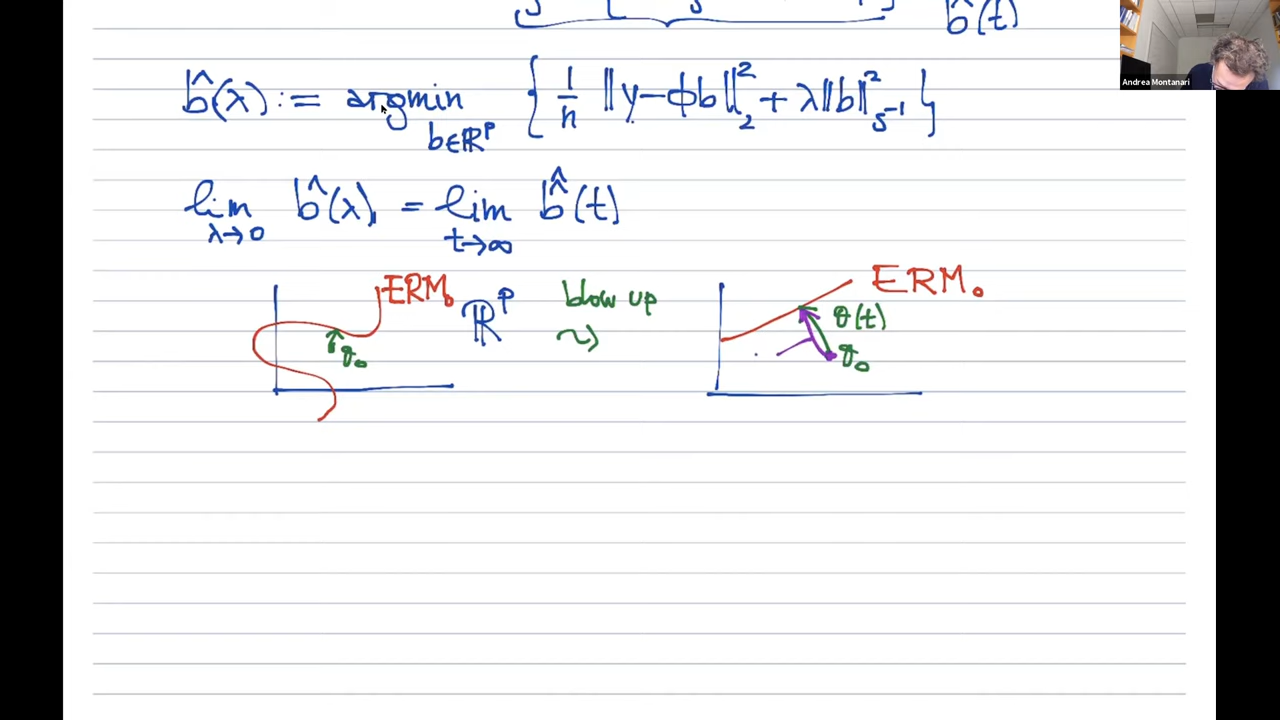 b̂(t)
Andrea Montanari
b̂(λ) := argmin_{b∈ℝ^p} { 1/n ‖y−ϕb‖₂² + λ‖b‖²_{S⁻¹} }
lim_{λ→0} b̂(λ) = lim_{t→∞} b̂(t)
ERM₀ ℝ^p blow up ERM₀
⤳ θ(t)
θ₀ θ₀